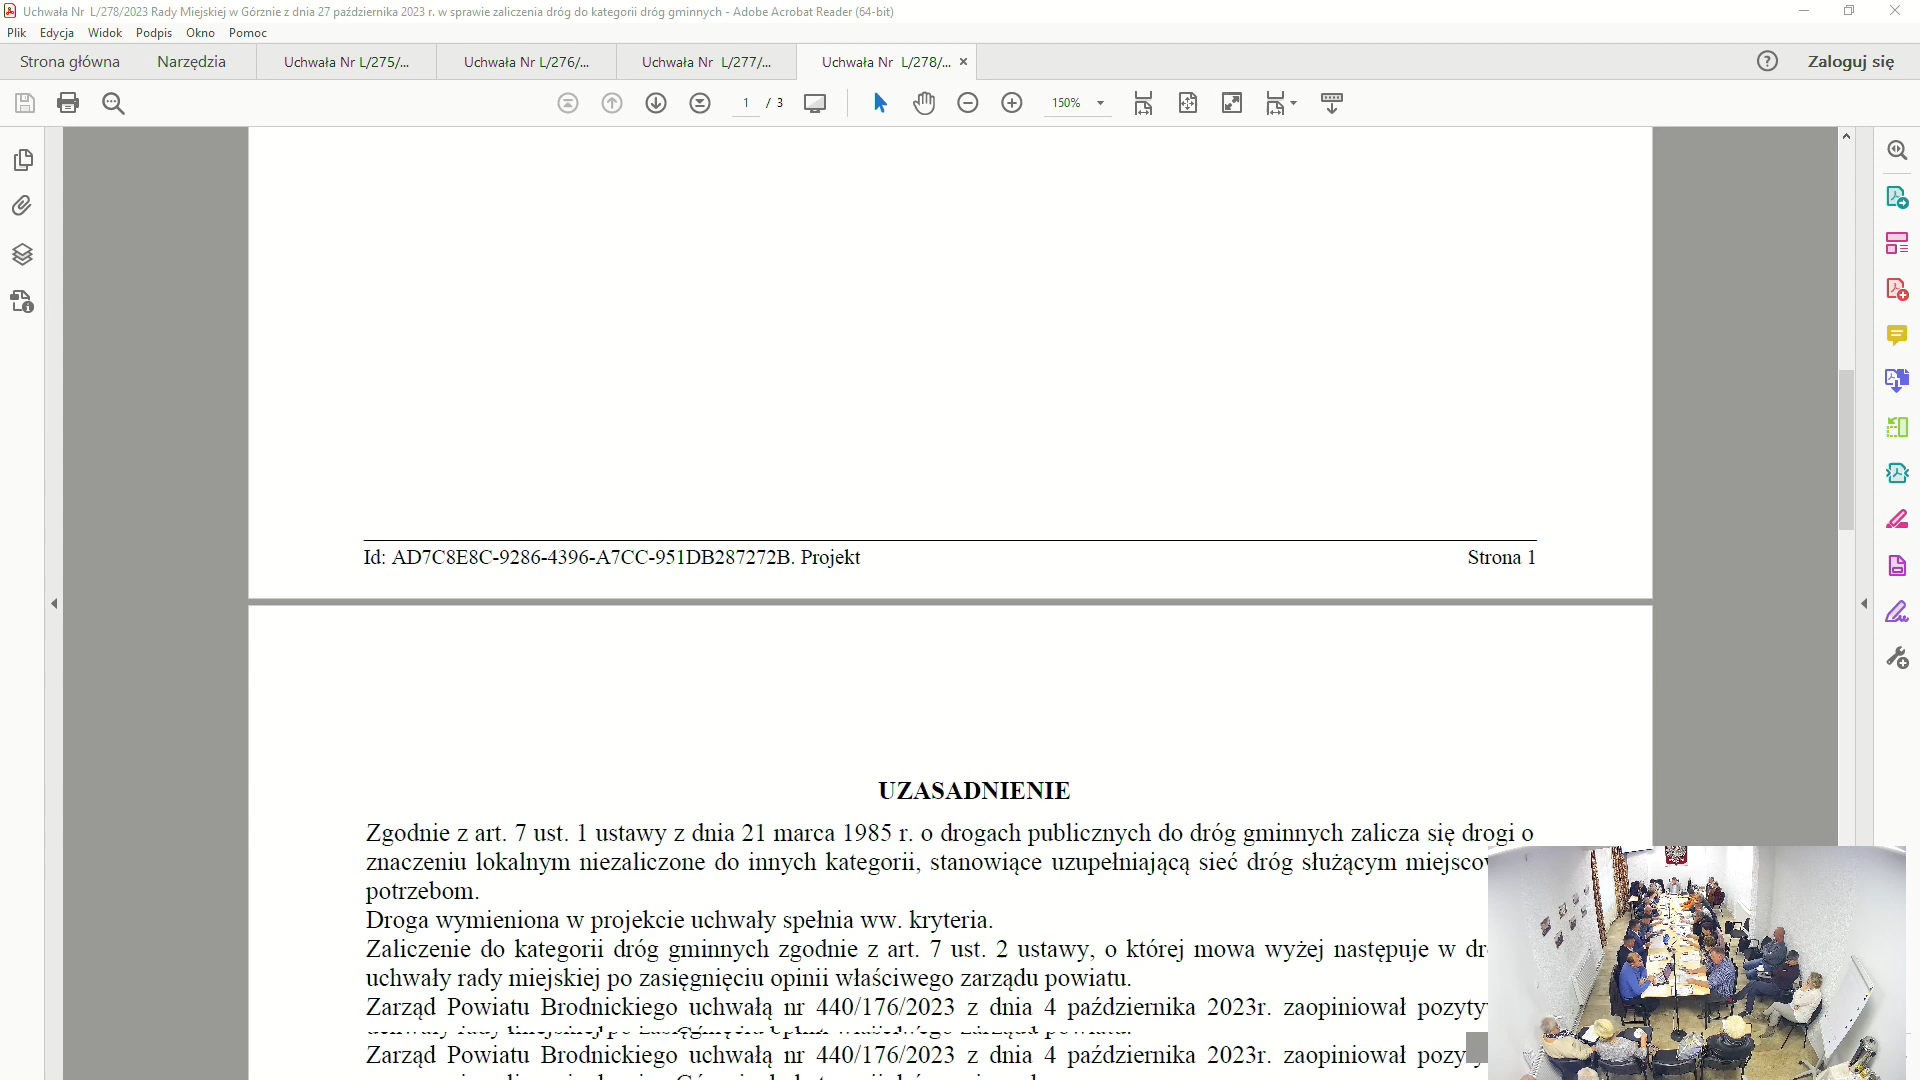 Uchwała Nr L/278/2023 Rady Miejskiej w Górznie z dnia 27 października 2023 r. w sprawie zaliczenia dróg do kategorii dróg gminnych - Adobe Acrobat Reader (64-bit)
Plik Edycja Widok Podpis Okno Pomoc
Strona główna Narzędzia Uchwała Nr L/275/... Uchwała Nr L/276/... Uchwała Nr L/277/... Uchwała Nr L/278/... Zaloguj się
1 / 3 150%
Id: AD7C8E8C-9286-4396-A7CC-951DB287272B. Projekt Strona 1
UZASADNIENIE
Zgodnie z art. 7 ust. 1 ustawy z dnia 21 marca 1985 r. o drogach publicznych do dróg gminnych zalicza się drogi o
znaczeniu lokalnym niezaliczone do innych kategorii, stanowiące uzupełniającą sieć dróg służącym miejscow
potrzebom.
Droga wymieniona w projekcie uchwały spełnia ww. kryteria.
Zaliczenie do kategorii dróg gminnych zgodnie z art. 7 ust. 2 ustawy, o której mowa wyżej następuje w dr
uchwały rady miejskiej po zasięgnięciu opinii właściwego zarządu powiatu.
Zarząd Powiatu Brodnickiego uchwałą nr 440/176/2023 z dnia 4 października 2023r. zaopiniował pozyty
Zarząd Powiatu Brodnickiego uchwałą nr 440/176/2023 z dnia 4 października 2023r. zaopiniował pozy